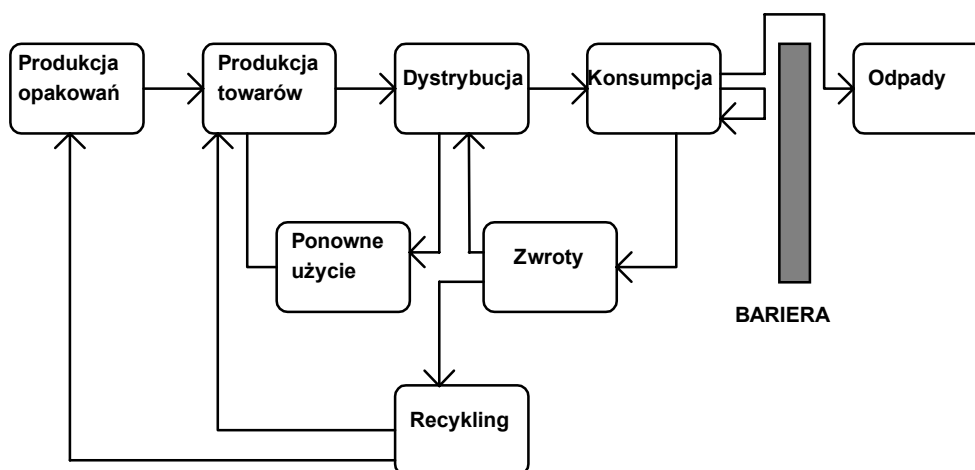 Produkcja
opakowań
Produkcja
towarów
Dystrybucja
Konsumpcja
Odpady
Ponowne
użycie
Zwroty
BARIERA
Recykling